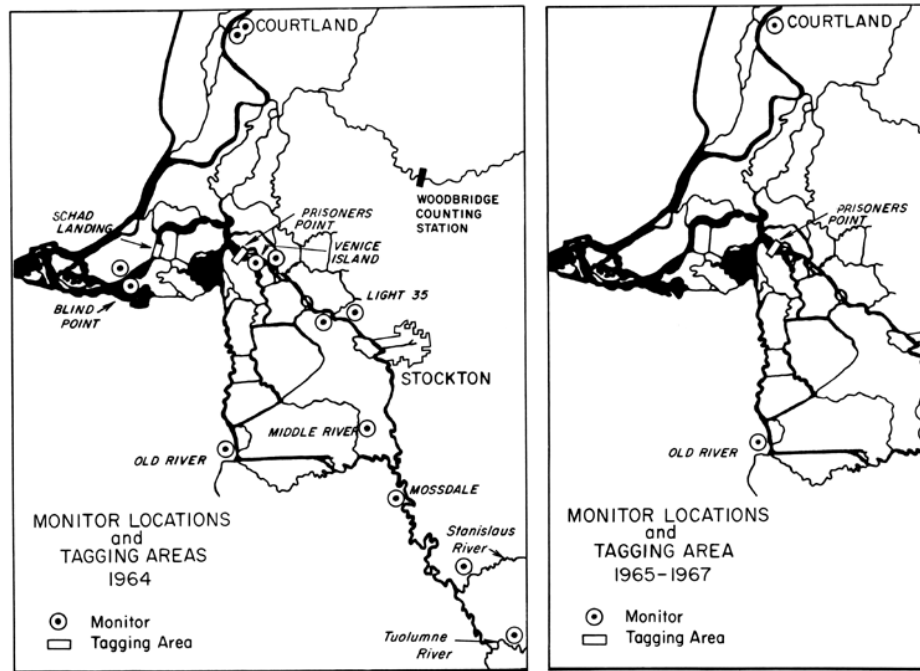 COURTLAND
WOODBRIDGE
COUNTING
STATION
SCHAD
LANDING
PRISONERS
POINT
VENICE
ISLAND
BLIND
POINT
LIGHT 35
STOCKTON
MIDDLE RIVER
OLD RIVER
MOSSDALE
MONITOR LOCATIONS
and
TAGGING AREAS
1964
Stanislaus
River
Monitor
Tagging Area
Tuolumne
River
COURTLAND
PRISONERS
POINT
OLD RIVER
MONITOR LOCATIONS
and
TAGGING AREA
1965-1967
Monitor
Tagging Area